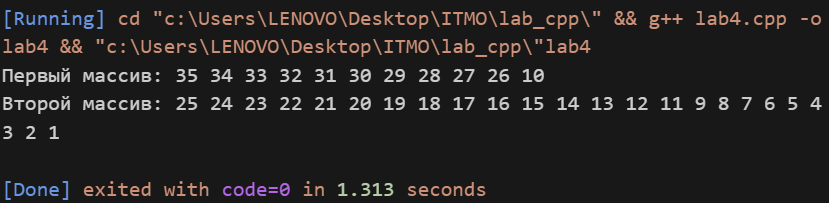 [Running] cd "c:\Users\LENOVO\Desktop\ITMO\lab_cpp\" && g++ lab4.cpp -o
lab4 && "c:\Users\LENOVO\Desktop\ITMO\lab_cpp\"lab4
Первый массив: 35 34 33 32 31 30 29 28 27 26 10
Второй массив: 25 24 23 22 21 20 19 18 17 16 15 14 13 12 11 9 8 7 6 5 4
3 2 1
[Done] exited with code=0 in 1.313 seconds